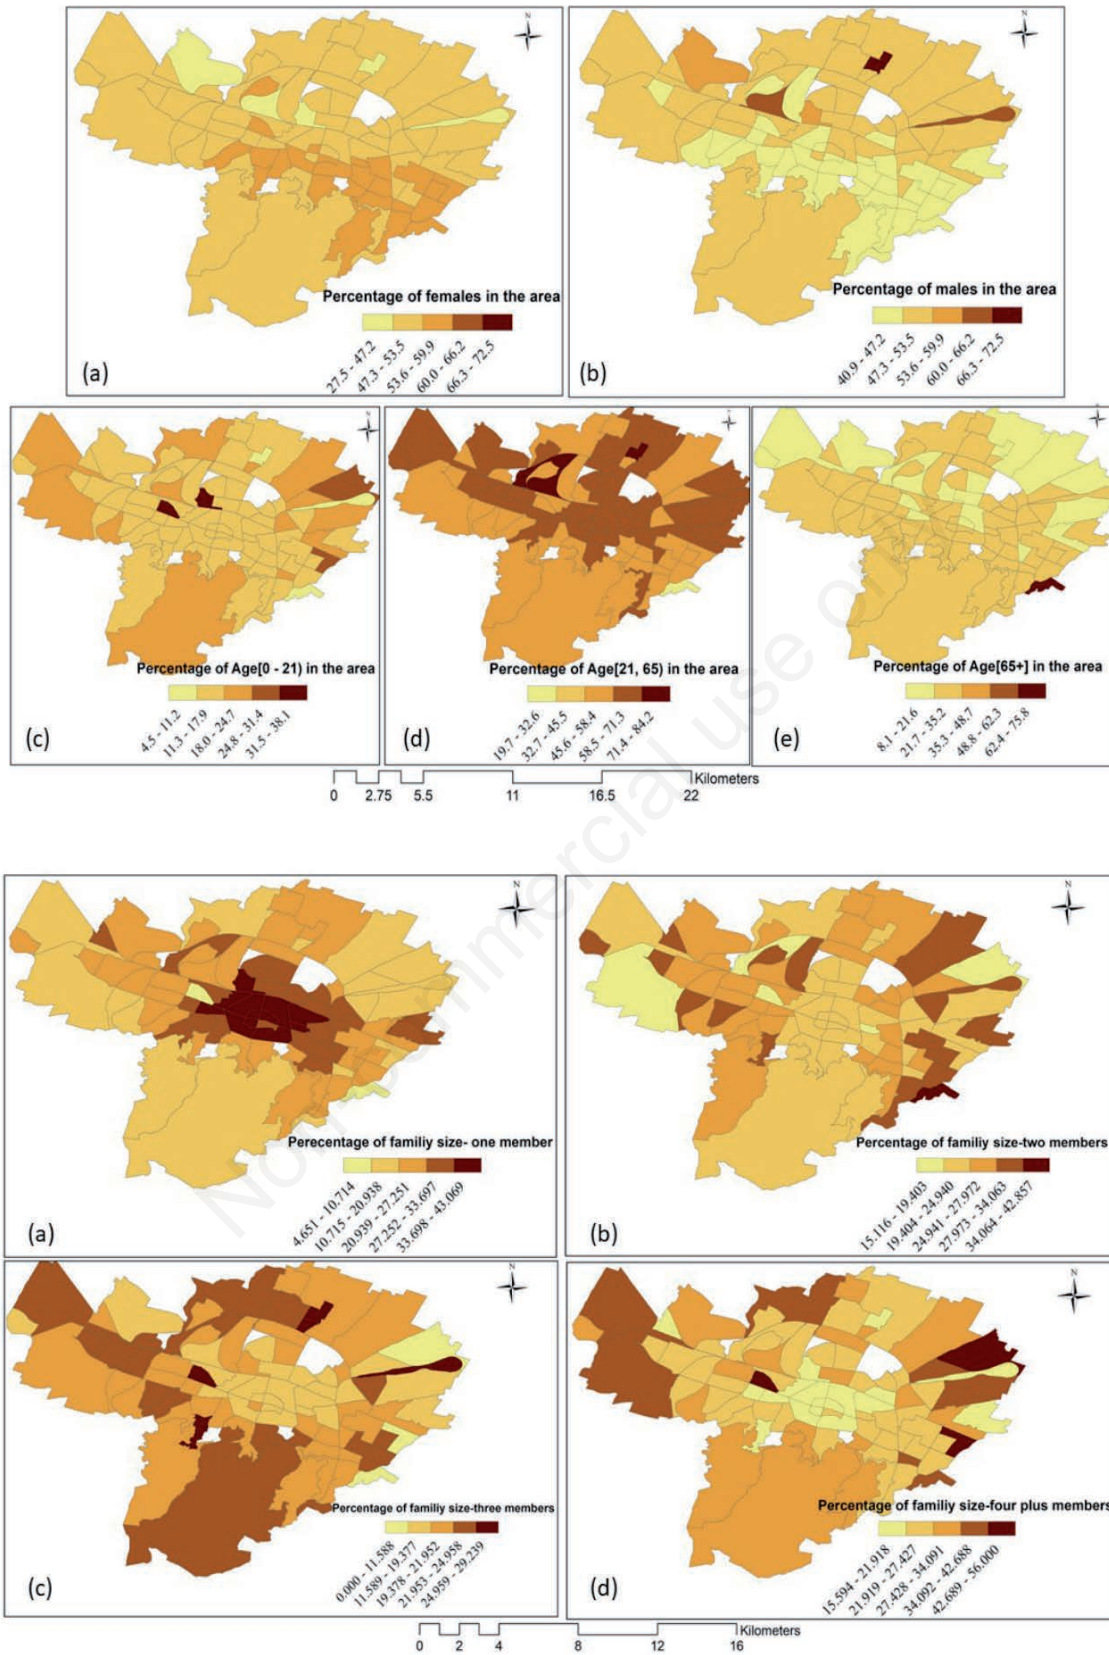 N
Percentage of females in the area
27.5 - 47.2
47.3 - 53.5
53.6 - 59.9
60.0 - 66.2
66.3 - 72.5
(a)
N
Percentage of males in the area
40.9 - 47.2
47.3 - 53.5
53.6 - 59.9
60.0 - 66.2
66.3 - 72.5
(b)
N
Percentage of Age[0 - 21) in the area
4.5 - 11.2
11.3 - 17.9
18.0 - 24.7
24.8 - 31.4
31.5 - 38.1
(c)
N
Percentage of Age[21, 65) in the area
19.7 - 32.6
32.7 - 45.5
45.6 - 58.4
58.5 - 71.3
71.4 - 84.2
(d)
N
Percentage of Age[65+] in the area
8.1 - 21.6
21.7 - 35.2
35.3 - 48.7
48.8 - 62.3
62.4 - 75.8
(e)
Kilometers
0 2.75 5.5 11 16.5 22
N
Perecentage of familiy size- one member
4.651 - 10.714
10.715 - 20.938
20.939 - 27.251
27.252 - 33.697
33.698 - 43.069
(a)
N
Percentage of familiy size-two members
15.116 - 19.403
19.404 - 24.940
24.941 - 27.972
27.973 - 34.063
34.064 - 42.857
(b)
N
Percentage of familiy size-three members
0.000 - 11.588
11.589 - 19.377
19.378 - 21.952
21.953 - 24.958
24.959 - 29.239
(c)
N
Percentage of familiy size-four plus members
15.594 - 21.918
21.919 - 27.427
27.428 - 34.091
34.092 - 42.688
42.689 - 56.000
(d)
Kilometers
0 2 4 8 12 16